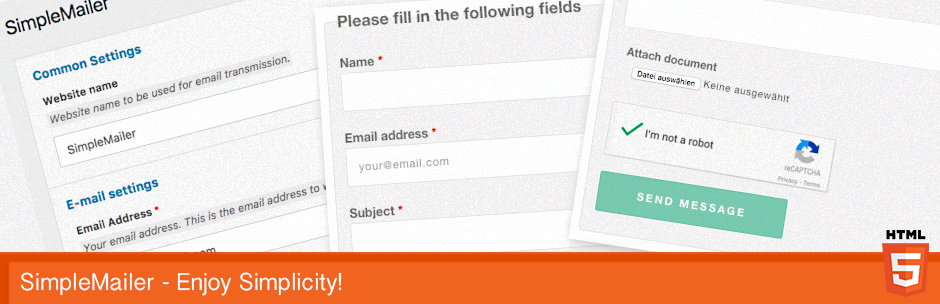 SimpleMailer
Common Settings
Website name
Website name to be used for email transmission.
SimpleMailer
E-mail settings
Email Address *
Your email address. This is the email address to
.com
Please fill in the following fields
Name *
Email address *
your@email.com
Subject *
Attach document
Datei auswählen Keine ausgewählt
I'm not a robot
reCAPTCHA
Privacy - Terms
SEND MESSAGE
HTML
5
SimpleMailer - Enjoy Simplicity!